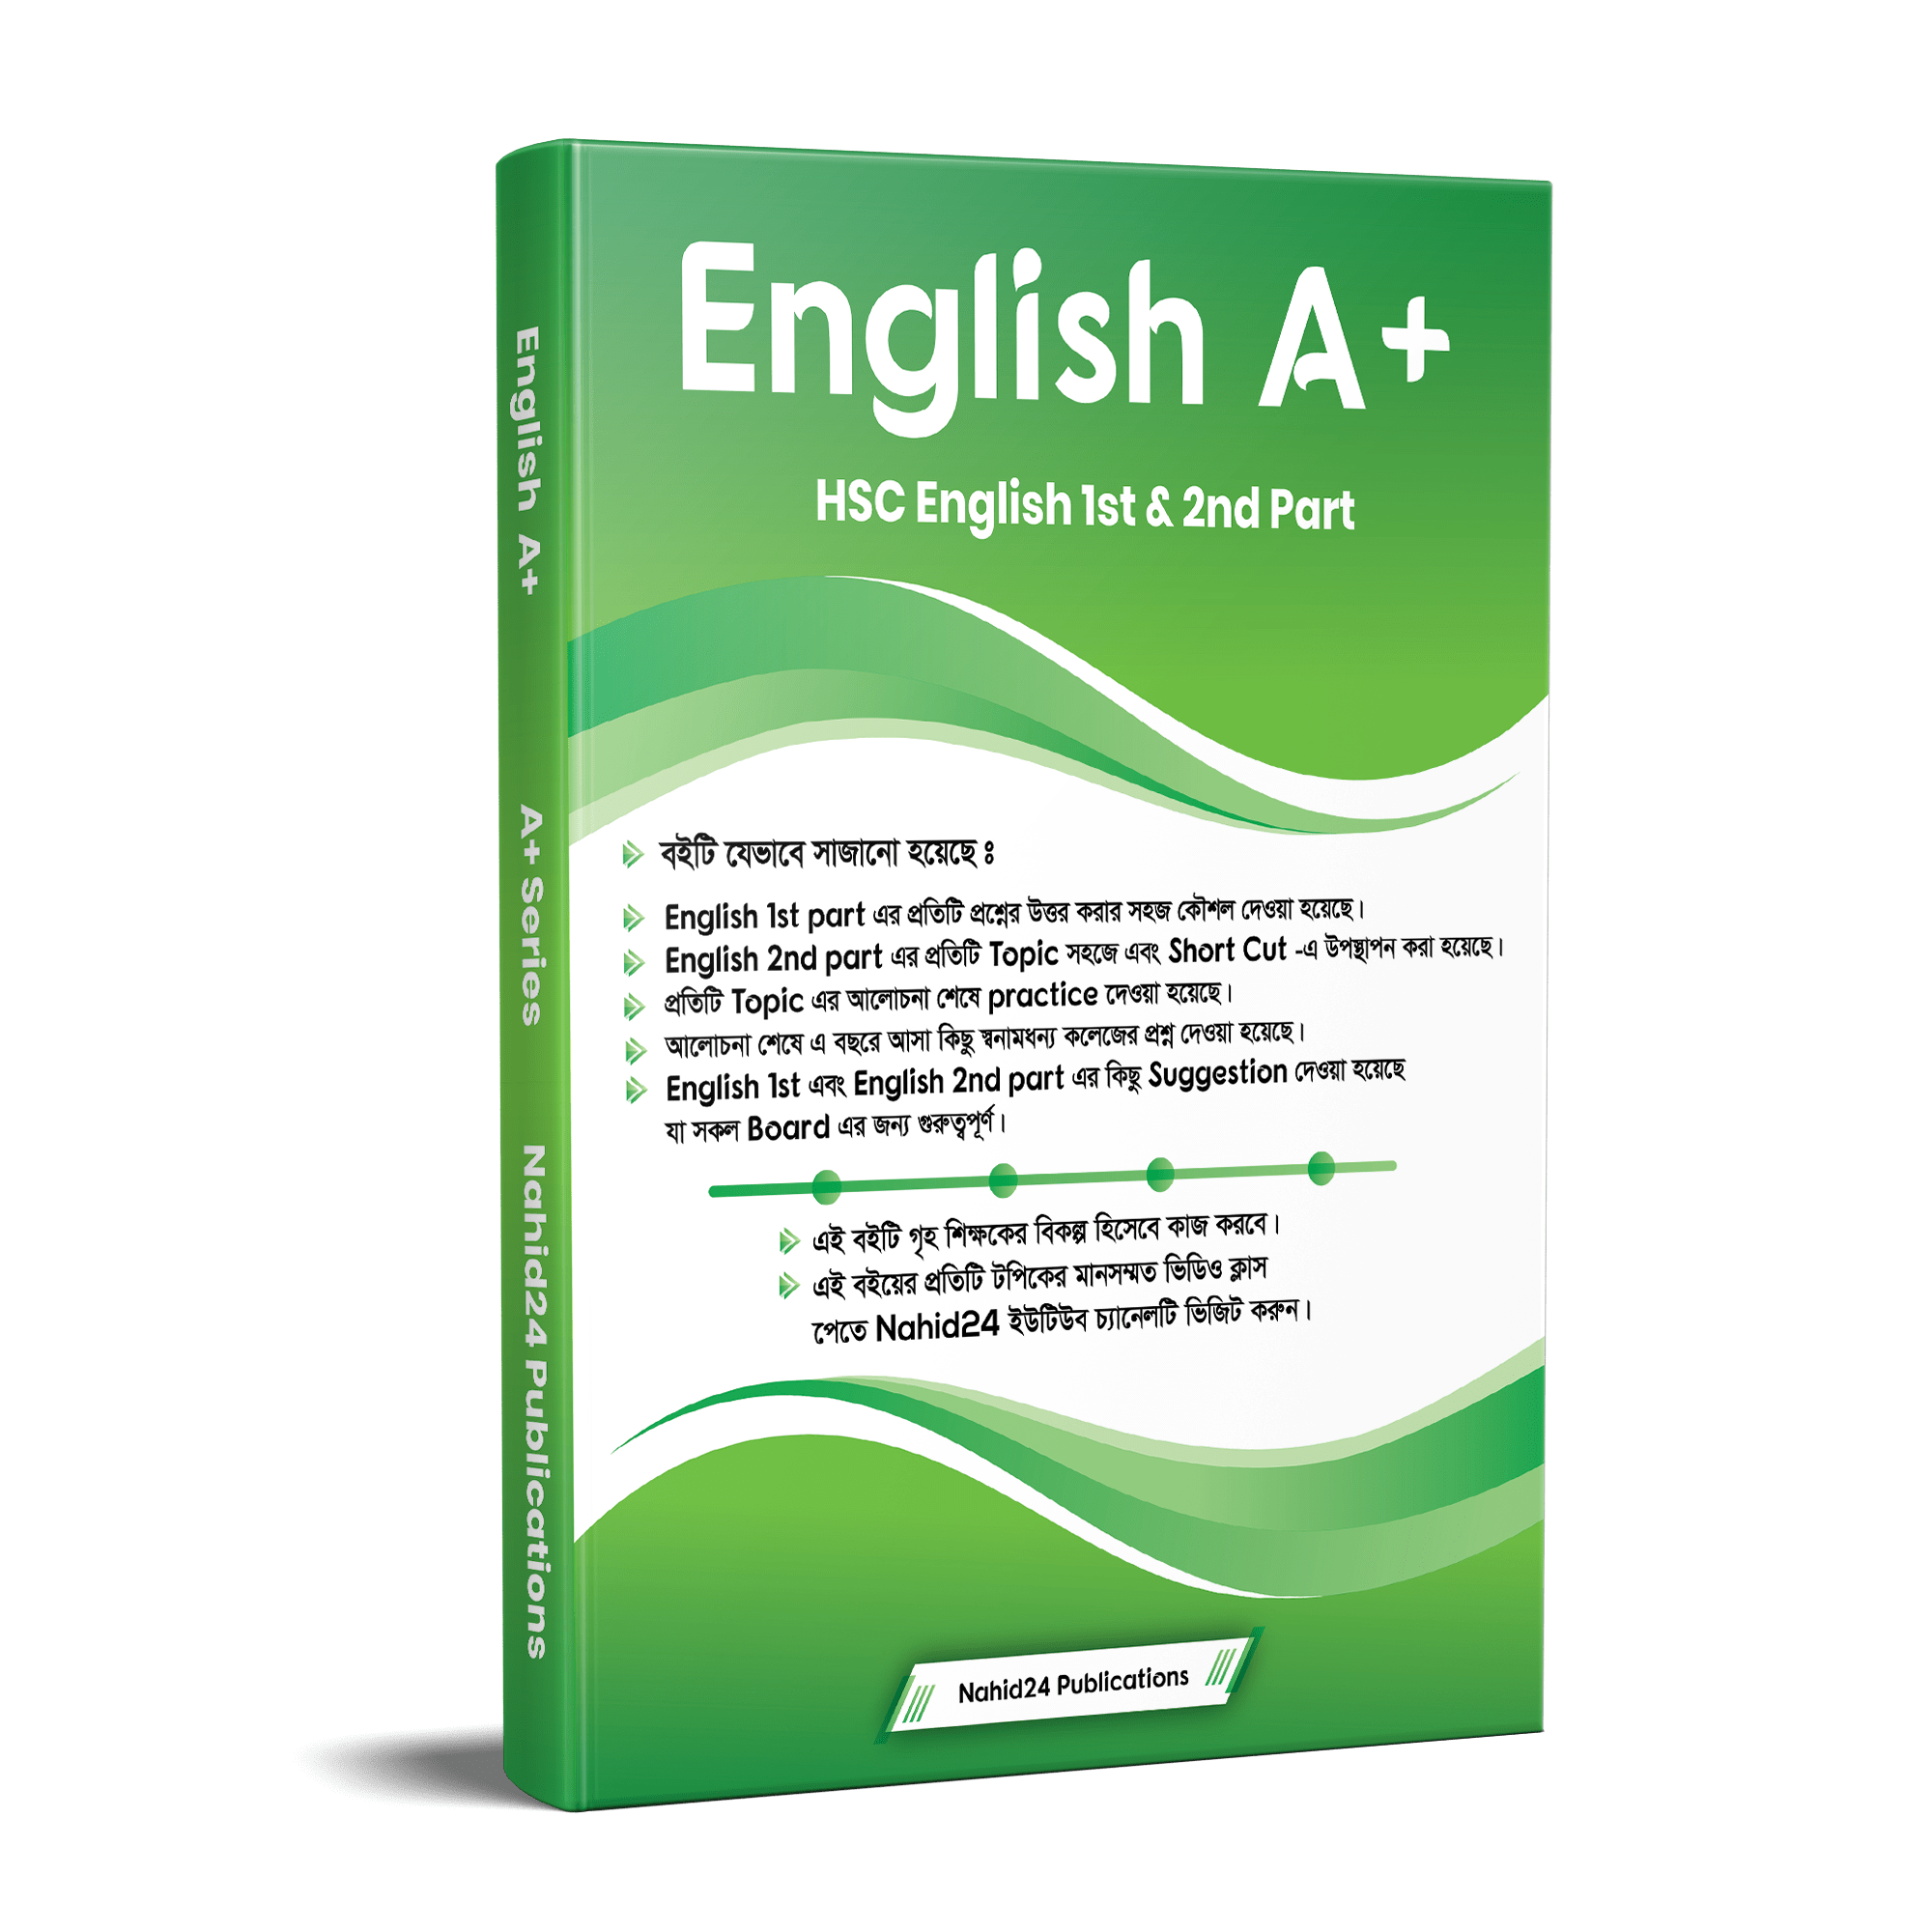 English A+
A+ Series
Nahid24 Publications
English A+
HSC English 1st & 2nd Part
বইটি যেভাবে সাজানো হয়েছে ঃ
English 1st part এর প্রতিটি প্রশ্নের উত্তর করার সহজ কৌশল দেওয়া হয়েছে।
English 2nd part এর প্রতিটি Topic সহজে এবং Short Cut -এ উপস্থাপন করা হয়েছে।
প্রতিটি Topic এর আলোচনা শেষে practice দেওয়া হয়েছে।
আলোচনা শেষে এ বছরে আসা কিছু স্বনামধন্য কলেজের প্রশ্ন দেওয়া হয়েছে।
English 1st এবং English 2nd part এর কিছু Suggestion দেওয়া হয়েছে
যা সকল Board এর জন্য গুরুত্বপূর্ণ।
এই বইটি গৃহ শিক্ষকের বিকল্প হিসেবে কাজ করবে।
এই বইয়ের প্রতিটি টপিকের মানসম্মত ভিডিও ক্লাস
পেতে Nahid24 ইউটিউব চ্যানেলটি ভিজিট করুন।
Nahid24 Publications